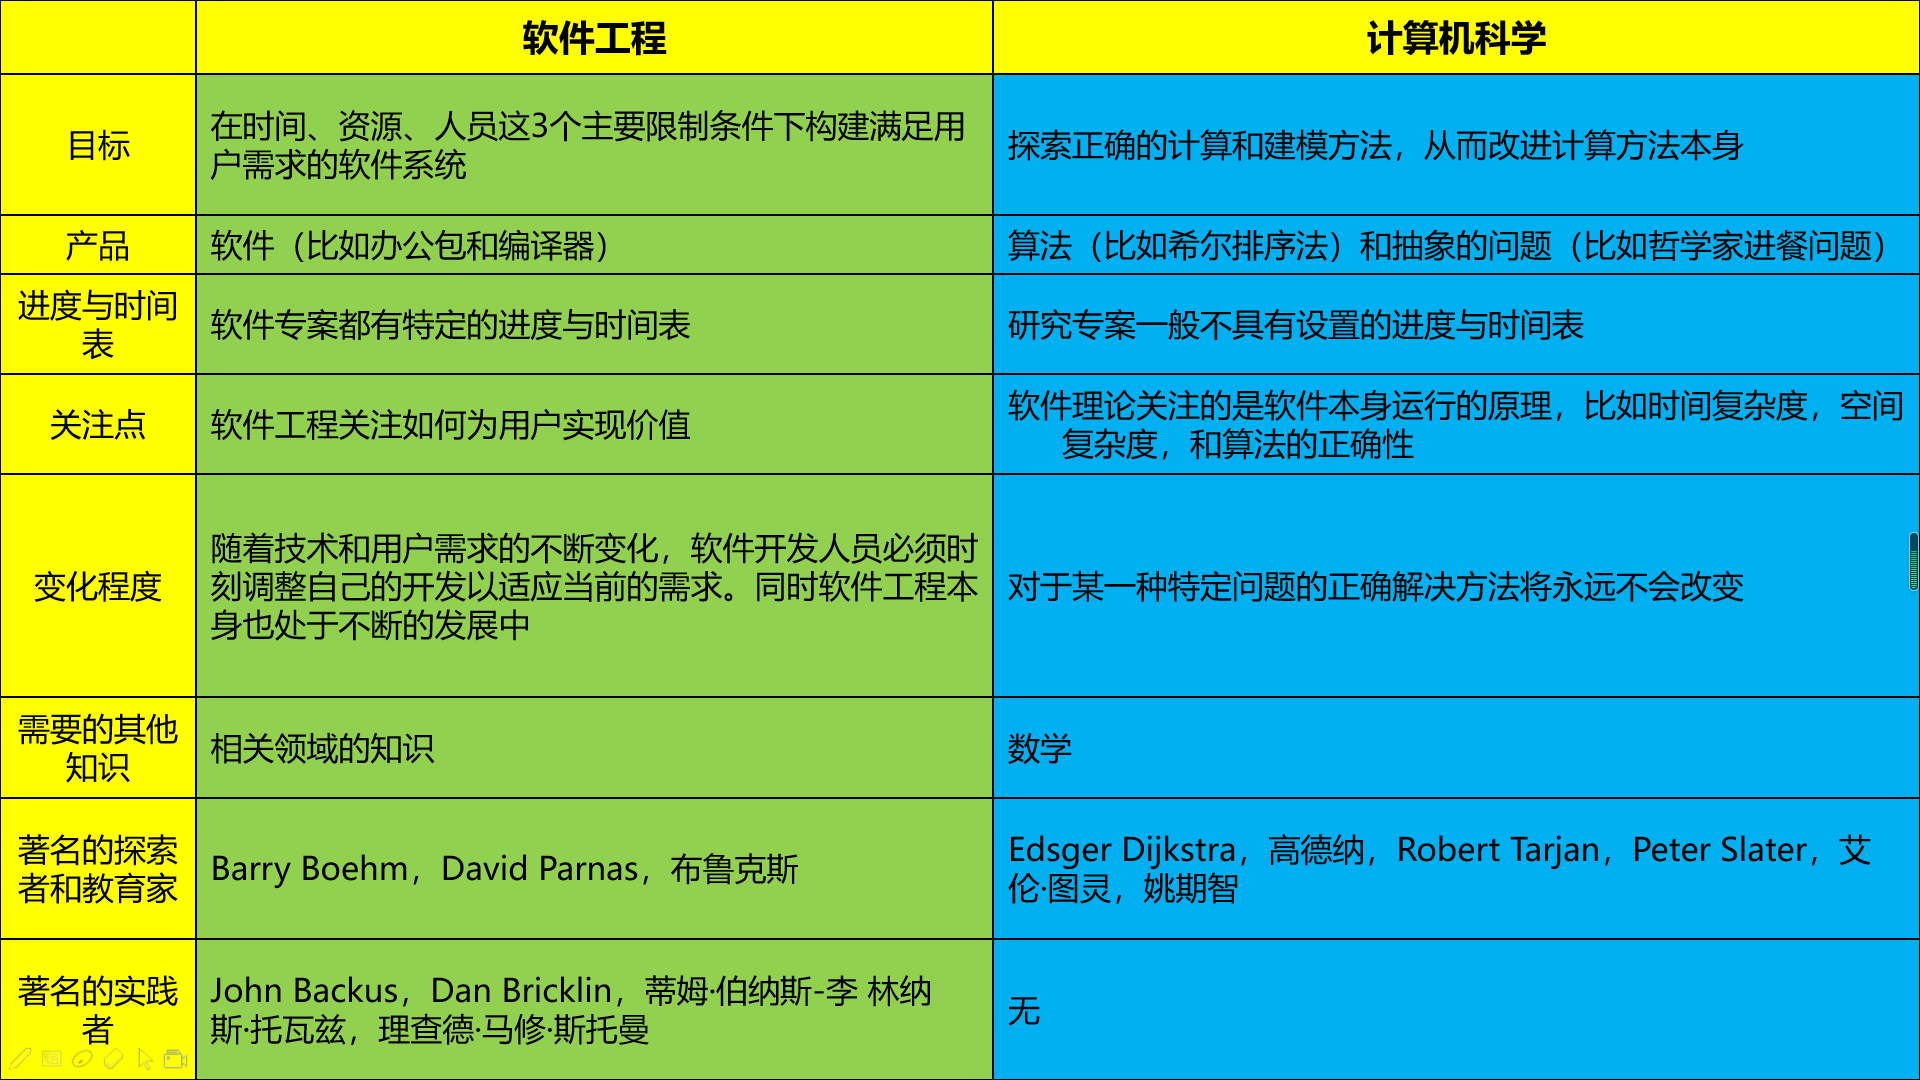 软件工程
计算机科学
目标
在时间、资源、人员这3个主要限制条件下构建满足用
户需求的软件系统
探索正确的计算和建模方法，从而改进计算方法本身
产品
软件（比如办公包和编译器）
算法（比如希尔排序法）和抽象的问题（比如哲学家进餐问题）
进度与时间
表
软件专案都有特定的进度与时间表
研究专案一般不具有设置的进度与时间表
关注点
软件工程关注如何为用户实现价值
软件理论关注的是软件本身运行的原理，比如时间复杂度，空间
复杂度，和算法的正确性
变化程度
随着技术和用户需求的不断变化，软件开发人员必须时
刻调整自己的开发以适应当前的需求。同时软件工程本
身也处于不断的发展中
对于某一种特定问题的正确解决方法将永远不会改变
需要的其他
知识
相关领域的知识
数学
著名的探索
者和教育家
Barry Boehm，David Parnas，布鲁克斯
Edsger Dijkstra，高德纳，Robert Tarjan，Peter Slater，艾
伦·图灵，姚期智
著名的实践
者
John Backus，Dan Bricklin，蒂姆·伯纳斯-李 林纳
斯·托瓦兹，理查德·马修·斯托曼
无